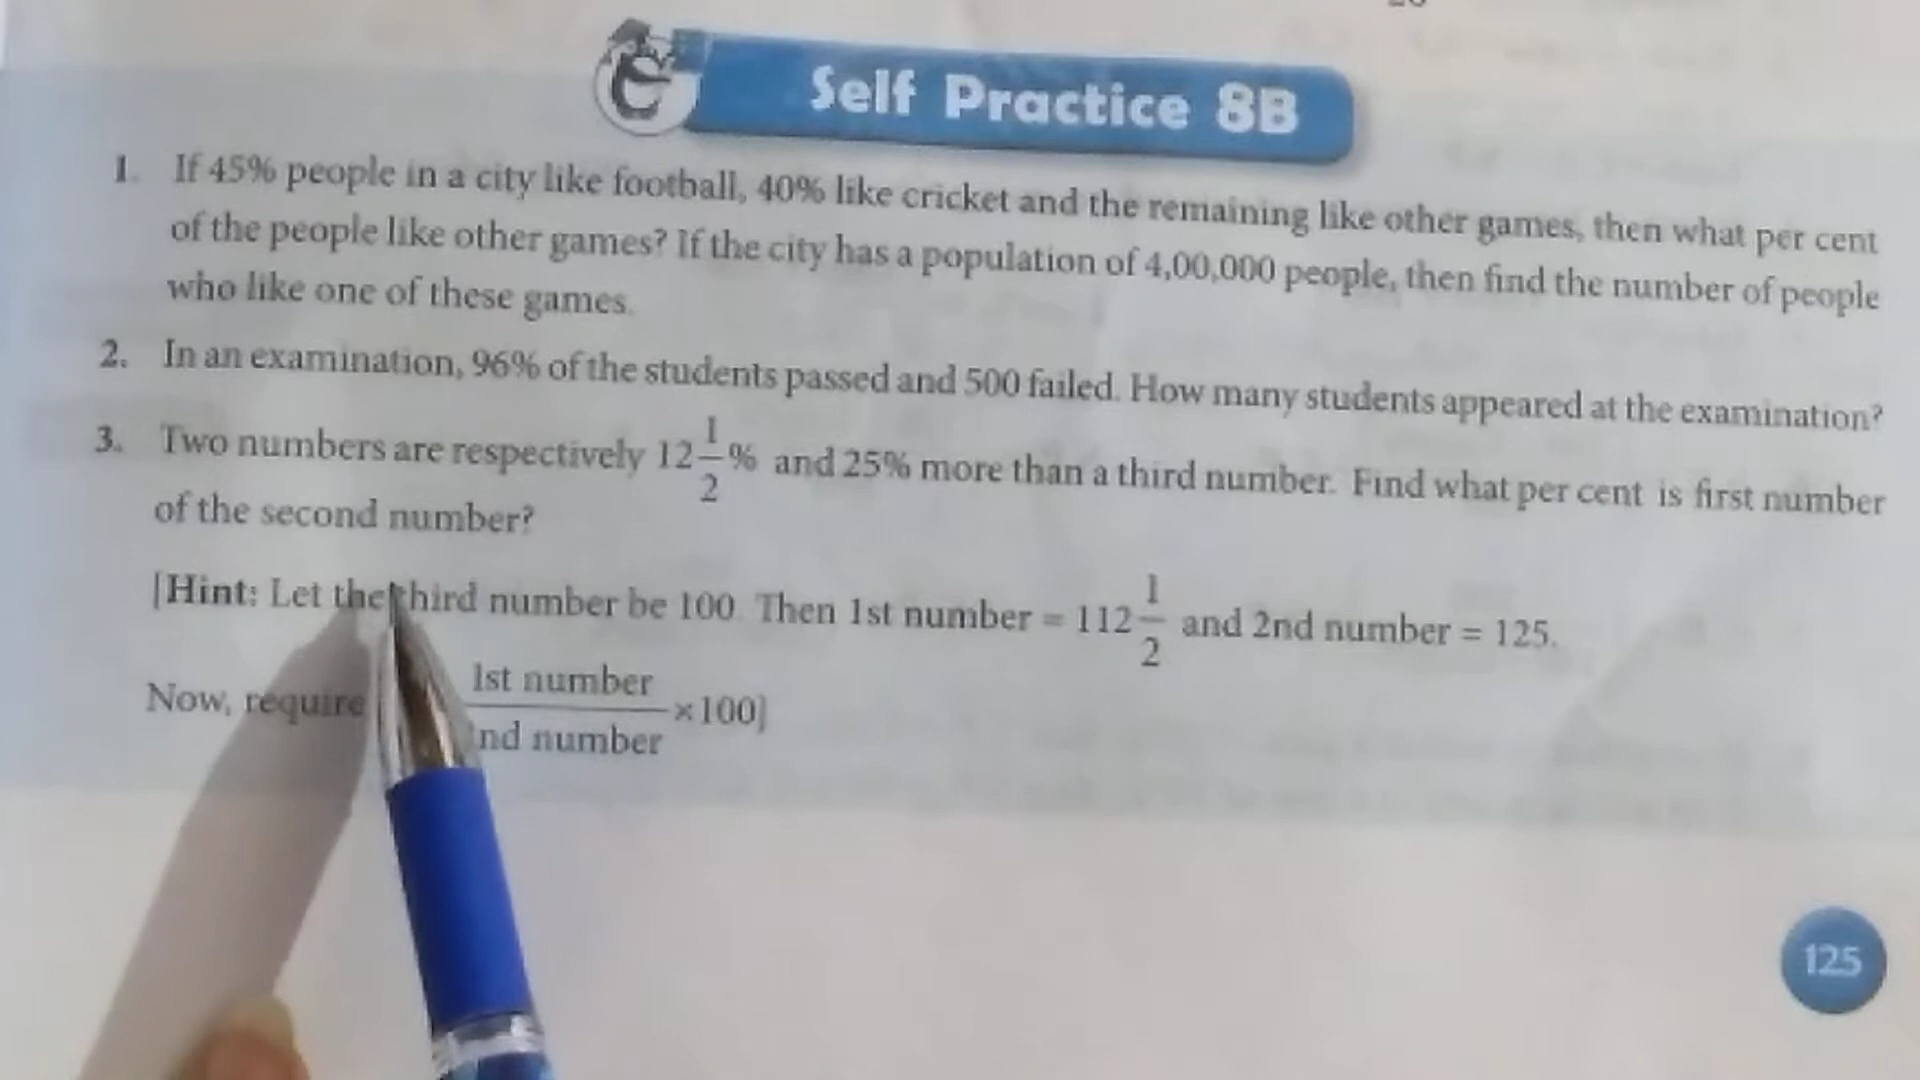 Self Practice 8B
1. If 45% people in a city like football, 40% like cricket and the remaining like other games, then what per cent
of the people like other games? If the city has a population of 4,00,000 people, then find the number of people
who like one of these games.
2. In an examination, 96% of the students passed and 500 failed. How many students appeared at the examination?
3. Two numbers are respectively 12 1/2 % and 25% more than a third number. Find what per cent is first number
of the second number?
[Hint: Let the third number be 100. Then 1st number = 112 1/2 and 2nd number = 125.
Now, require 1st number / nd number ×100]
125